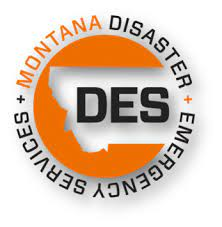 MONTANA DISASTER + EMERGENCY SERVICES +
DES